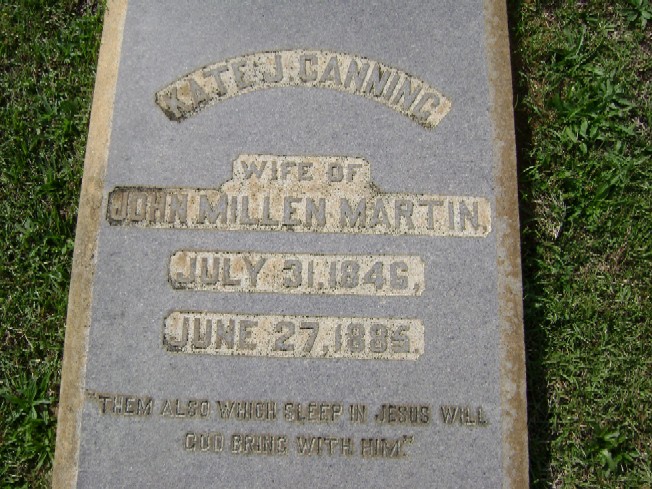 KATE J. CANNING
WIFE OF
JOHN MILLEN MARTIN
JULY 31, 1846,
JUNE 27, 1885
"THEM ALSO WHICH SLEEP IN JESUS WILL
GOD BRING WITH HIM."